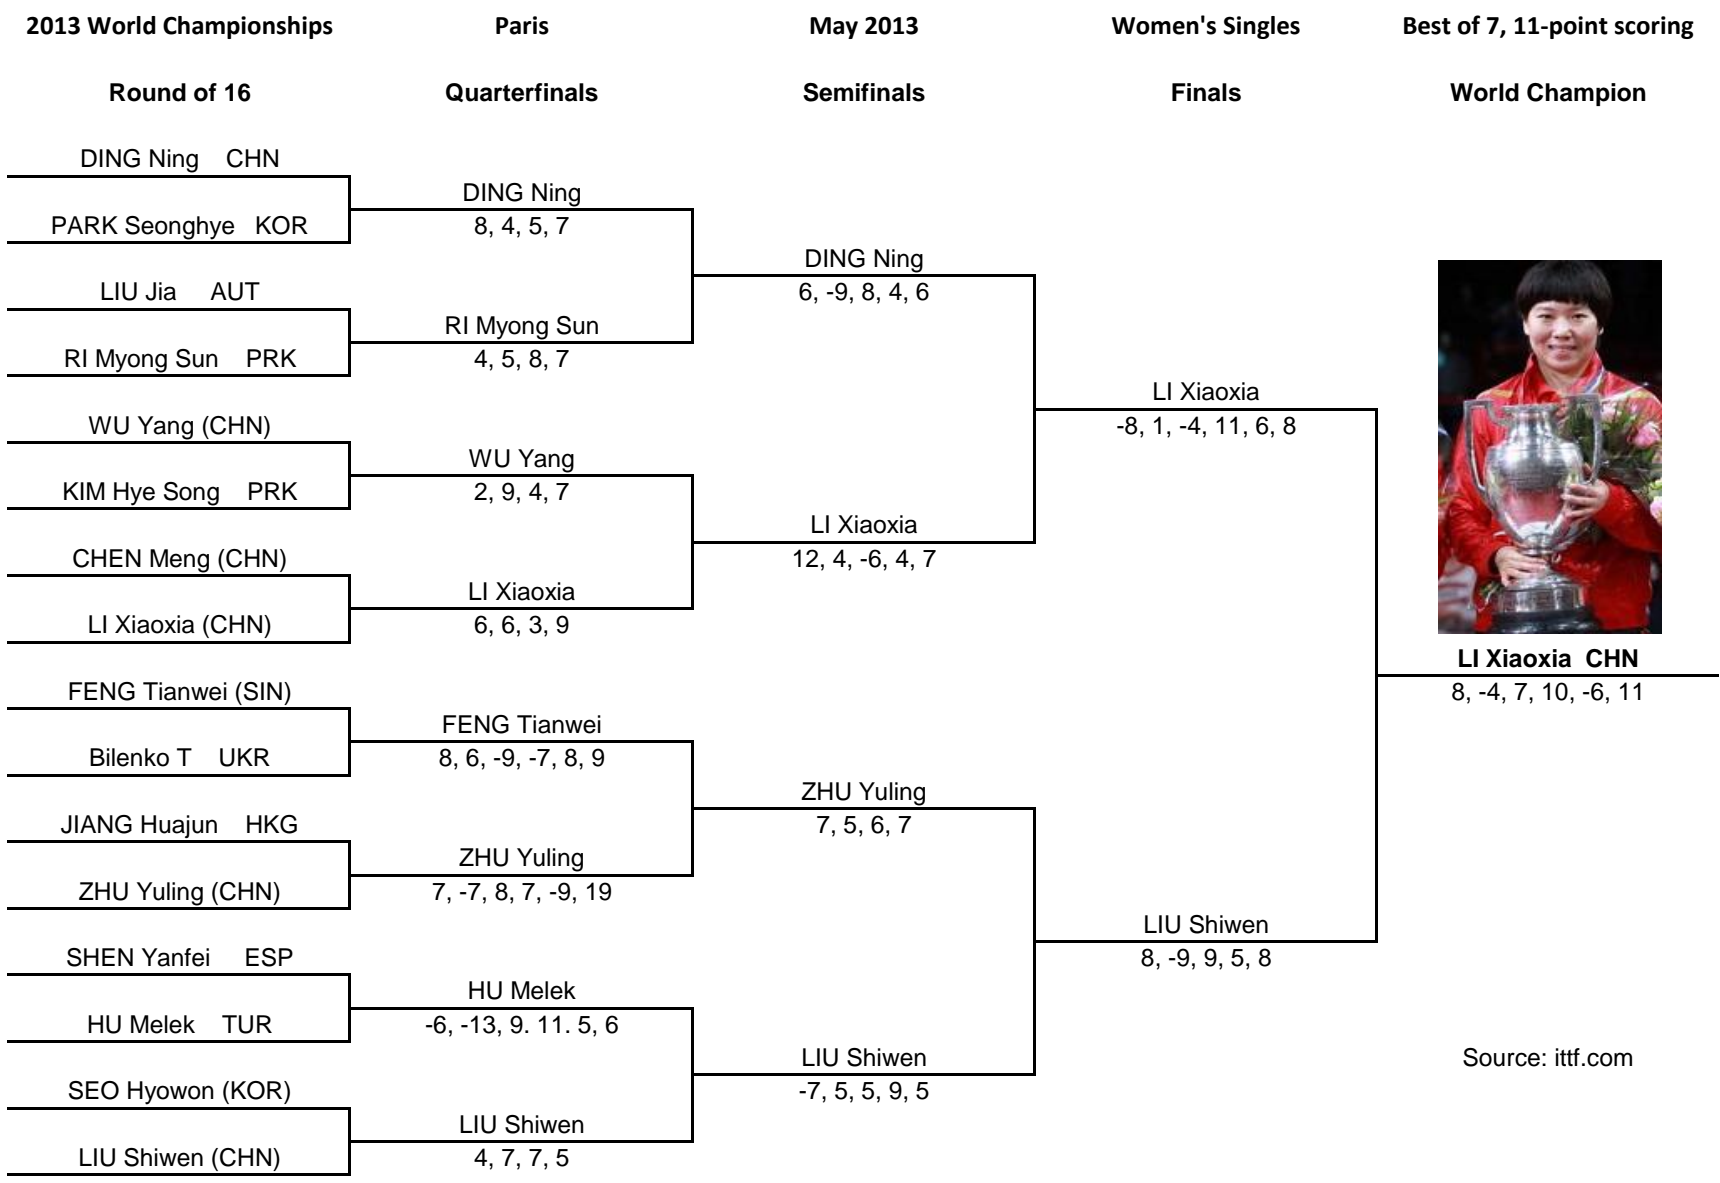 2013 World Championships Paris May 2013 Women's Singles Best of 7, 11-point scoring
Round of 16 Quarterfinals Semifinals Finals World Champion
DING Ning CHN
PARK Seonghye KOR
LIU Jia AUT
RI Myong Sun PRK
WU Yang (CHN)
KIM Hye Song PRK
CHEN Meng (CHN)
LI Xiaoxia (CHN)
FENG Tianwei (SIN)
Bilenko T UKR
JIANG Huajun HKG
ZHU Yuling (CHN)
SHEN Yanfei ESP
HU Melek TUR
SEO Hyowon (KOR)
LIU Shiwen (CHN)
DING Ning
8, 4, 5, 7
RI Myong Sun
4, 5, 8, 7
WU Yang
2, 9, 4, 7
LI Xiaoxia
6, 6, 3, 9
FENG Tianwei
8, 6, -9, -7, 8, 9
ZHU Yuling
7, -7, 8, 7, -9, 19
HU Melek
-6, -13, 9. 11. 5, 6
LIU Shiwen
4, 7, 7, 5
DING Ning
6, -9, 8, 4, 6
LI Xiaoxia
12, 4, -6, 4, 7
ZHU Yuling
7, 5, 6, 7
LIU Shiwen
-7, 5, 5, 9, 5
LI Xiaoxia
-8, 1, -4, 11, 6, 8
LIU Shiwen
8, -9, 9, 5, 8
LI Xiaoxia CHN
8, -4, 7, 10, -6, 11
Source: ittf.com